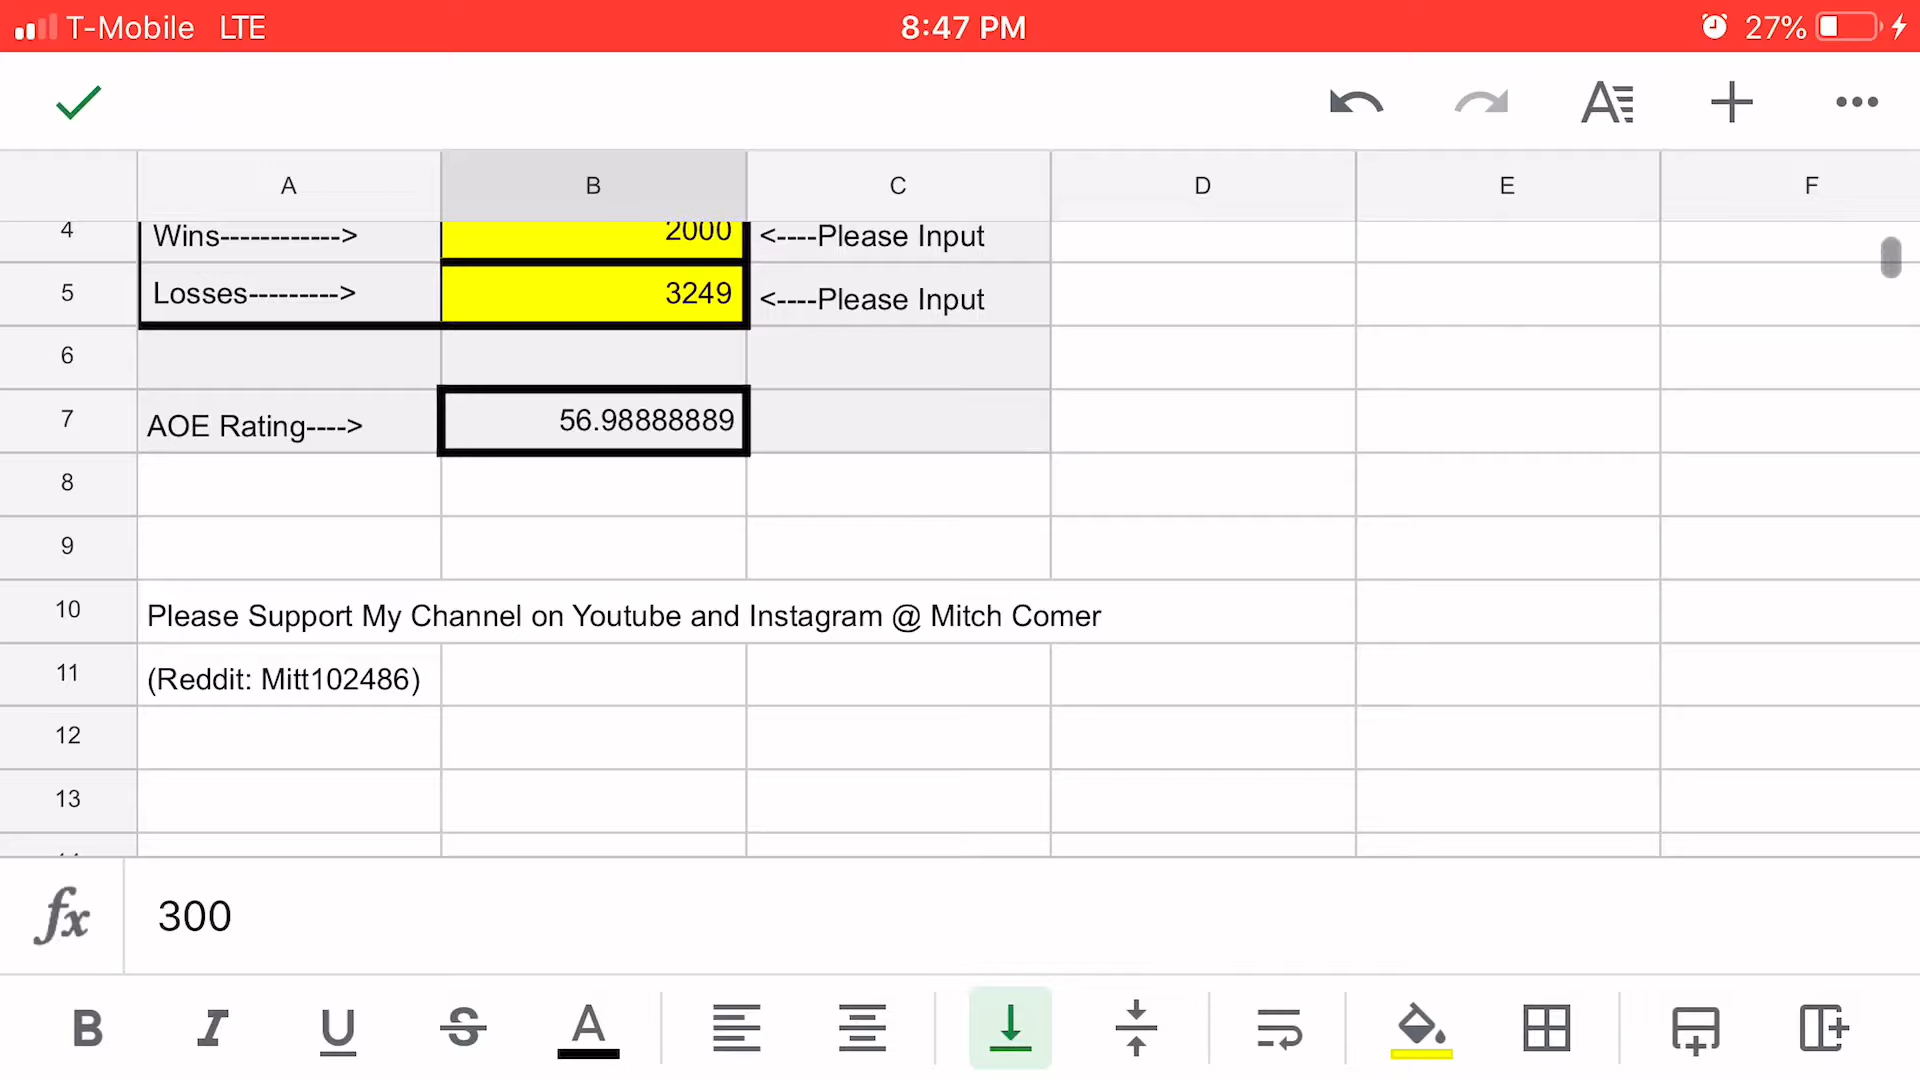 T-Mobile LTE 8:47 PM 27%
A B C D E F
4 Wins------------> 2000 <----Please Input
5 Losses---------> 3249 <----Please Input
6
7 AOE Rating----> 56.98888889
8
9
10 Please Support My Channel on Youtube and Instagram @ Mitch Comer
11 (Reddit: Mitt102486)
12
13
fx 300
B I U S A